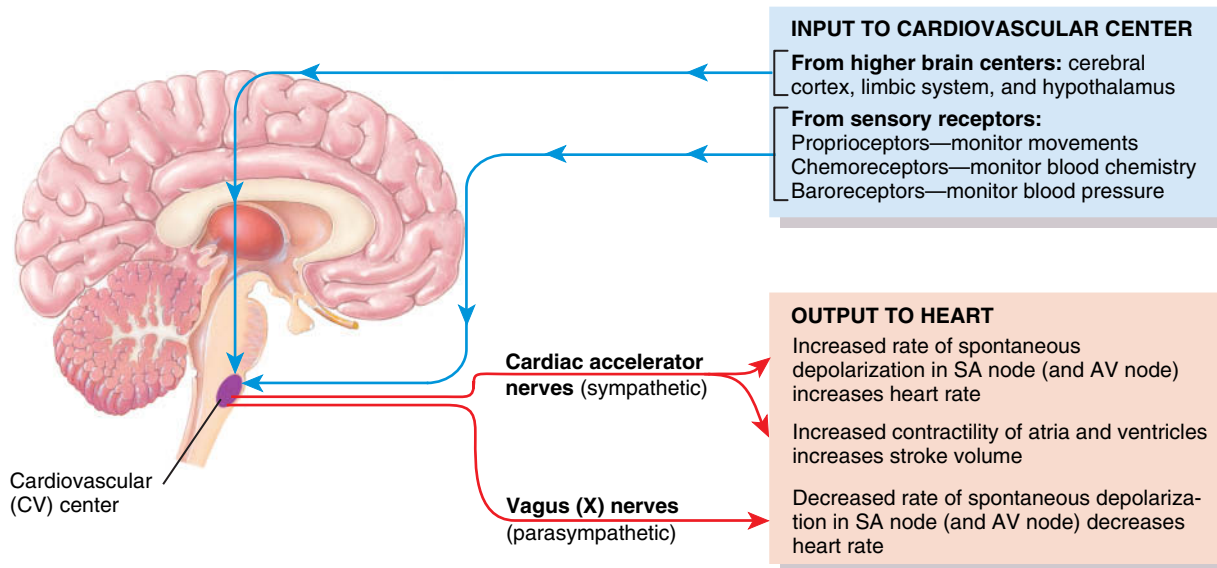 INPUT TO CARDIOVASCULAR CENTER
From higher brain centers: cerebral
cortex, limbic system, and hypothalamus
From sensory receptors:
Proprioceptors—monitor movements
Chemoreceptors—monitor blood chemistry
Baroreceptors—monitor blood pressure
OUTPUT TO HEART
Increased rate of spontaneous
depolarization in SA node (and AV node)
increases heart rate
Increased contractility of atria and ventricles
increases stroke volume
Decreased rate of spontaneous depolariza-
tion in SA node (and AV node) decreases
heart rate
Cardiac accelerator
nerves (sympathetic)
Vagus (X) nerves
(parasympathetic)
Cardiovascular
(CV) center